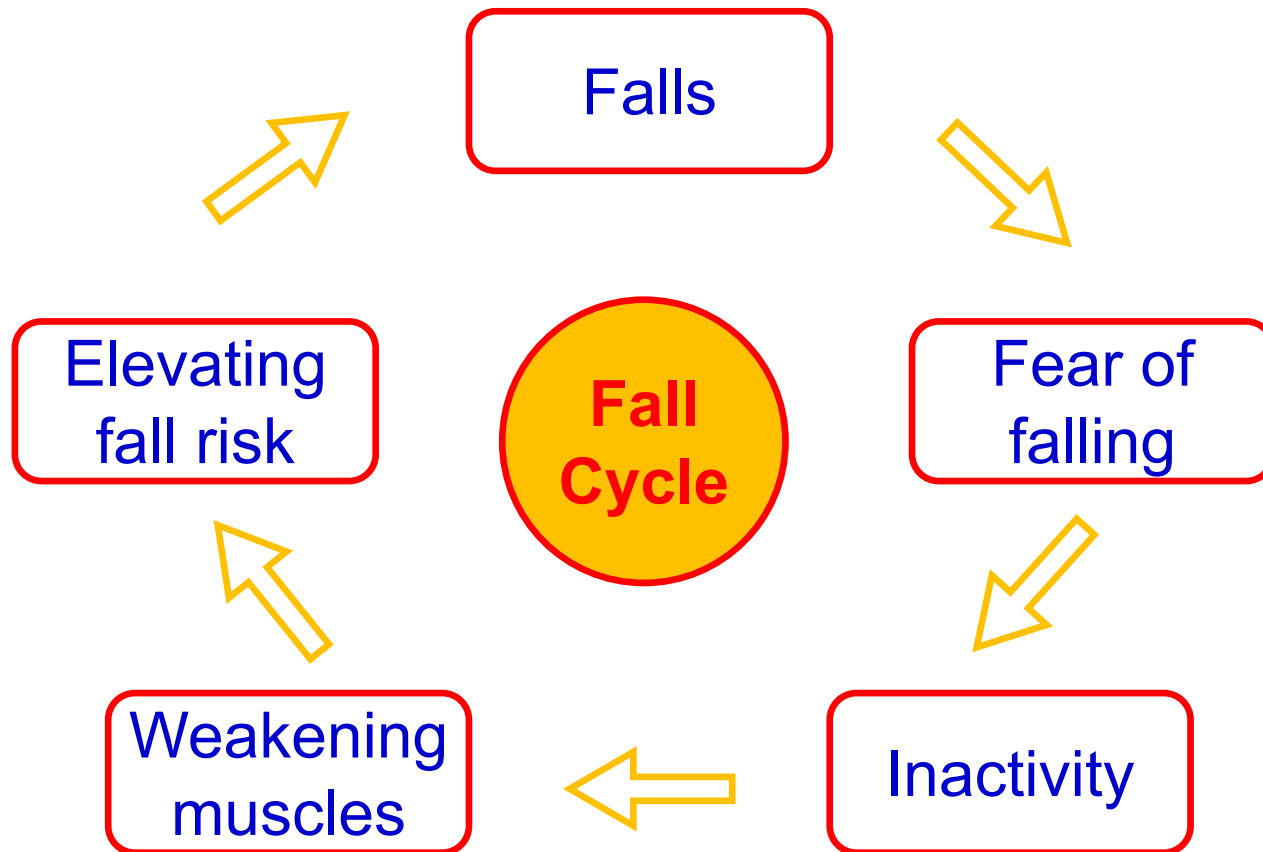 Falls
Elevating
fall risk
Fall
Cycle
Fear of
falling
Weakening
muscles
Inactivity